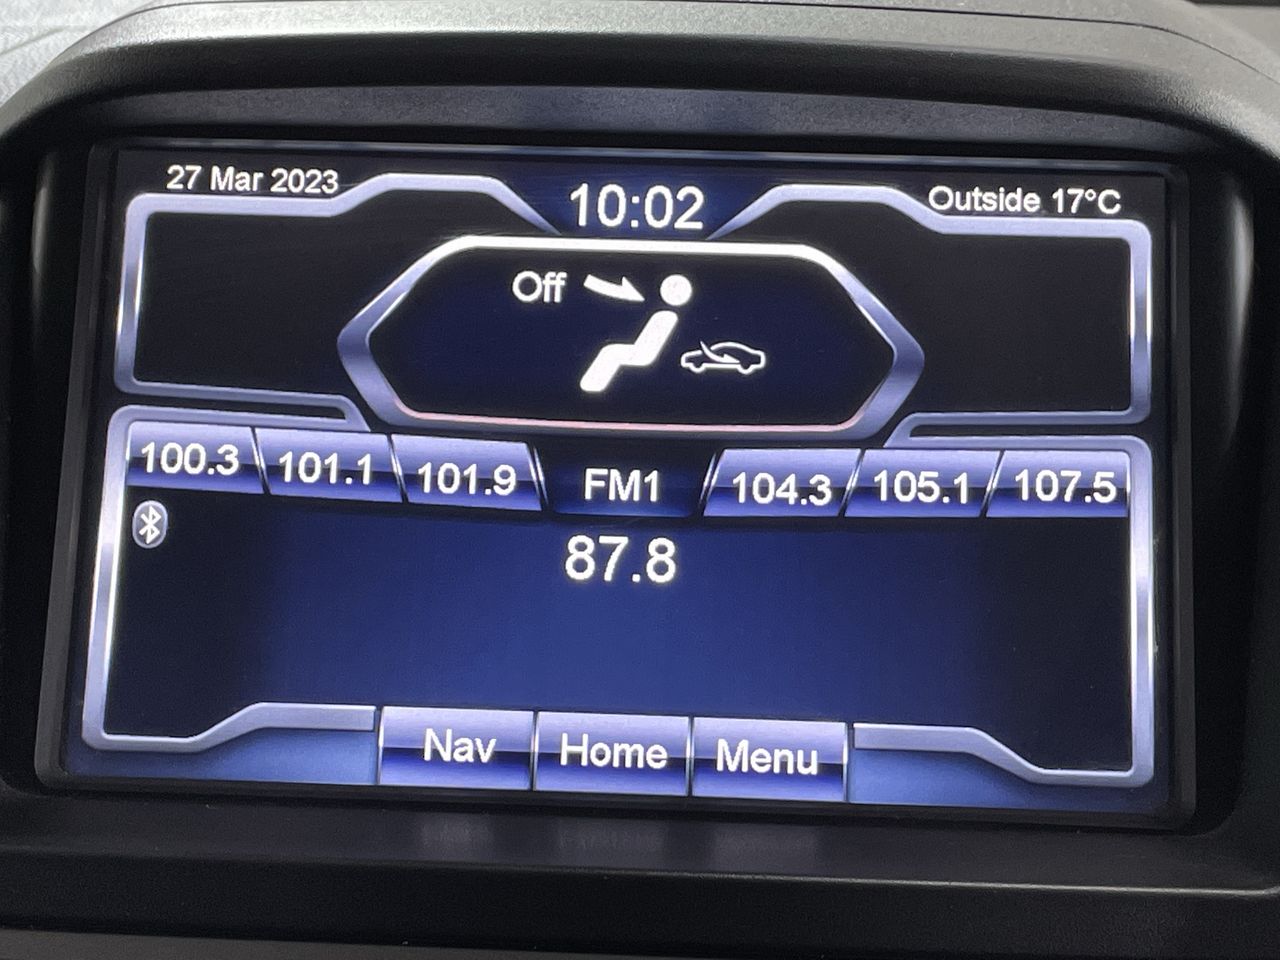 27 Mar 2023
10:02
Outside 17°C
Off
100.3 101.1 101.9 FM1 104.3 105.1 107.5
87.8
Nav Home Menu